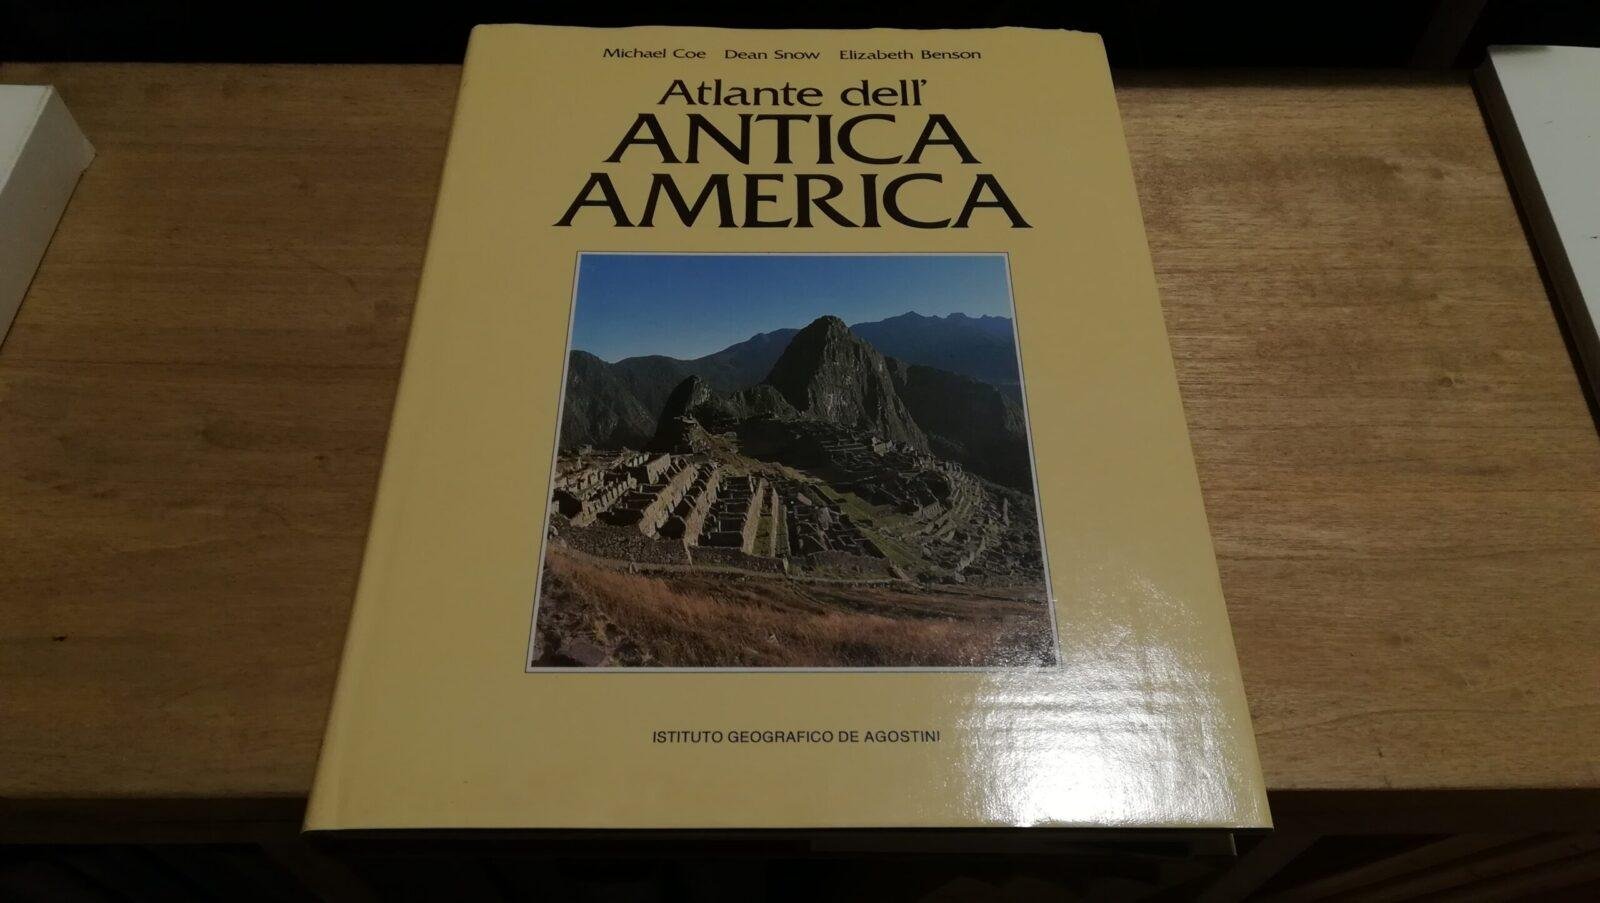 Michael Coe Dean Snow Elizabeth Benson
Atlante dell'
ANTICA
AMERICA
ISTITUTO GEOGRAFICO DE AGOSTINI